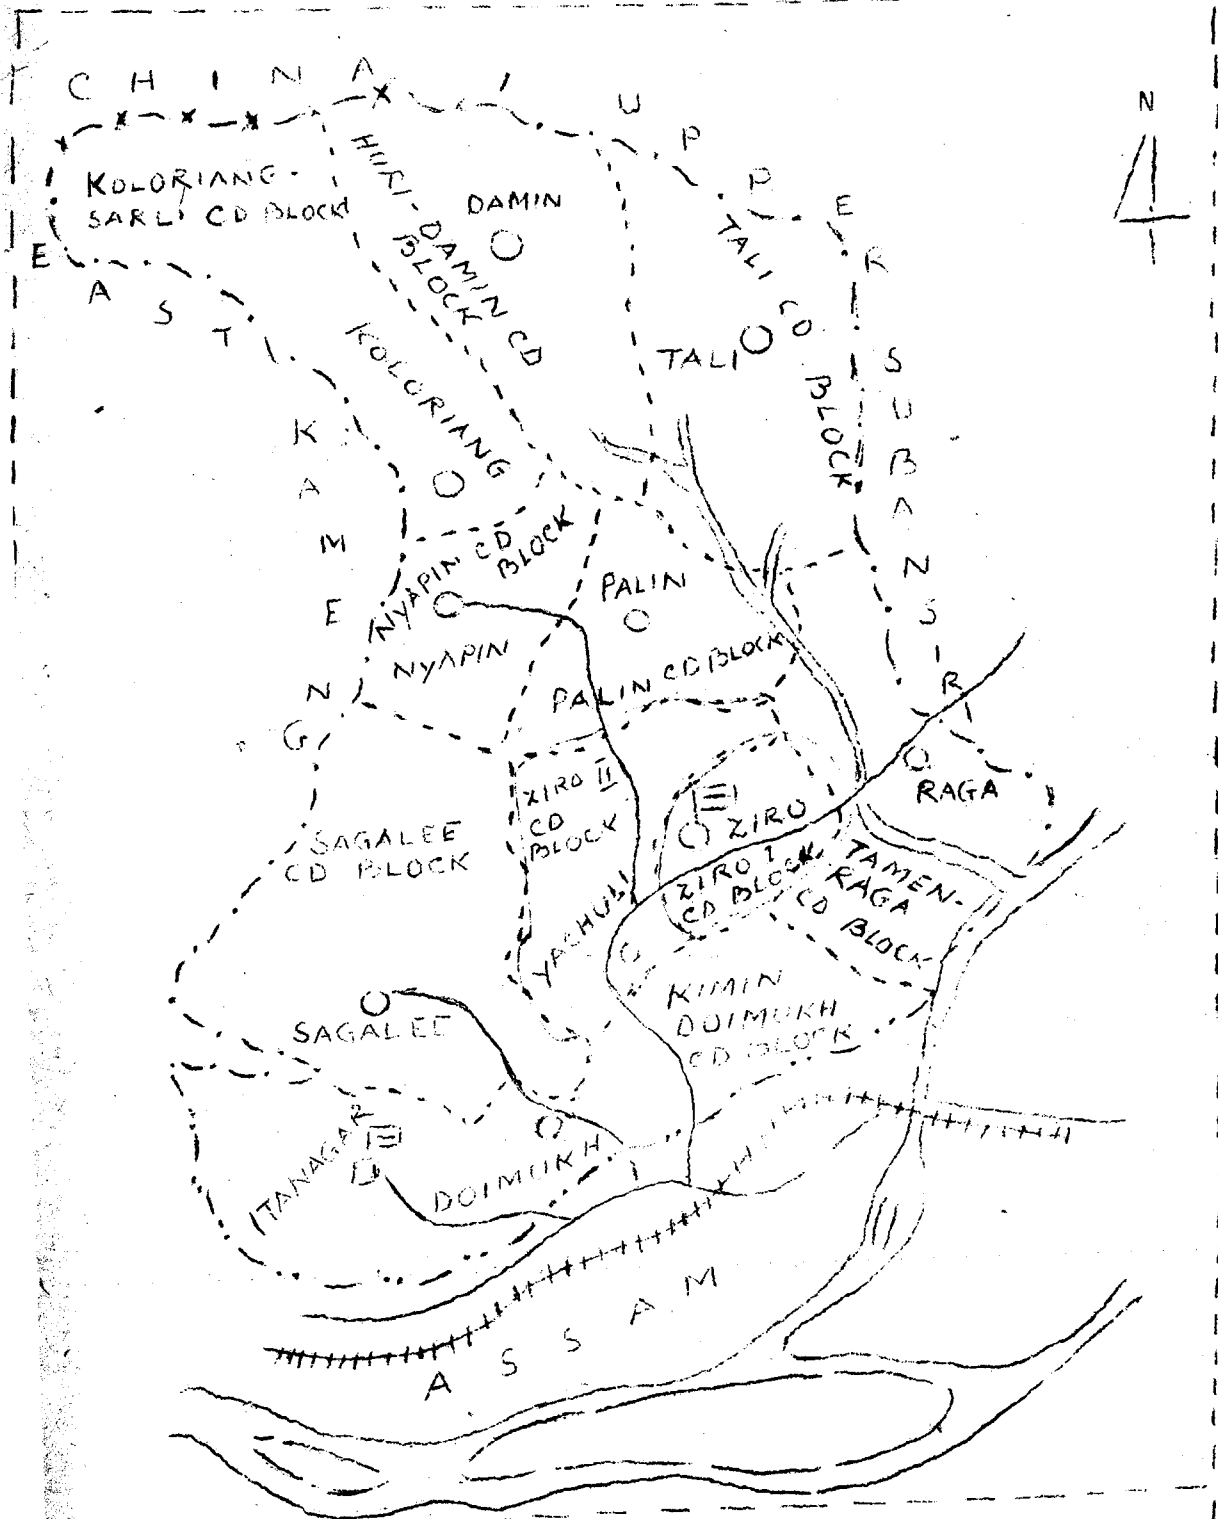 CHINA
N
UPPER
SUBANSIRI
KOLORIANG-
SARLI CD BLOCK
HURI-DAMIN CD
BLOCK
DAMIN
TALI CD BLOCK
TALI
EAST
KAMENG
KOLORIANG
NYAPIN CD
BLOCK
NYAPIN
PALIN
PALIN CD BLOCK
ZIRO II
CD
BLOCK
ZIRO
RAGA
SAGALEE
CD BLOCK
ZIRO I
CD BLOCK
TAMEN-
RAGA
CD BLOCK
YACHULI
KIMIN
DOIMUKH
CD BLOCK
SAGALEE
ITANAGAR
DOIMUKH
ASSAM